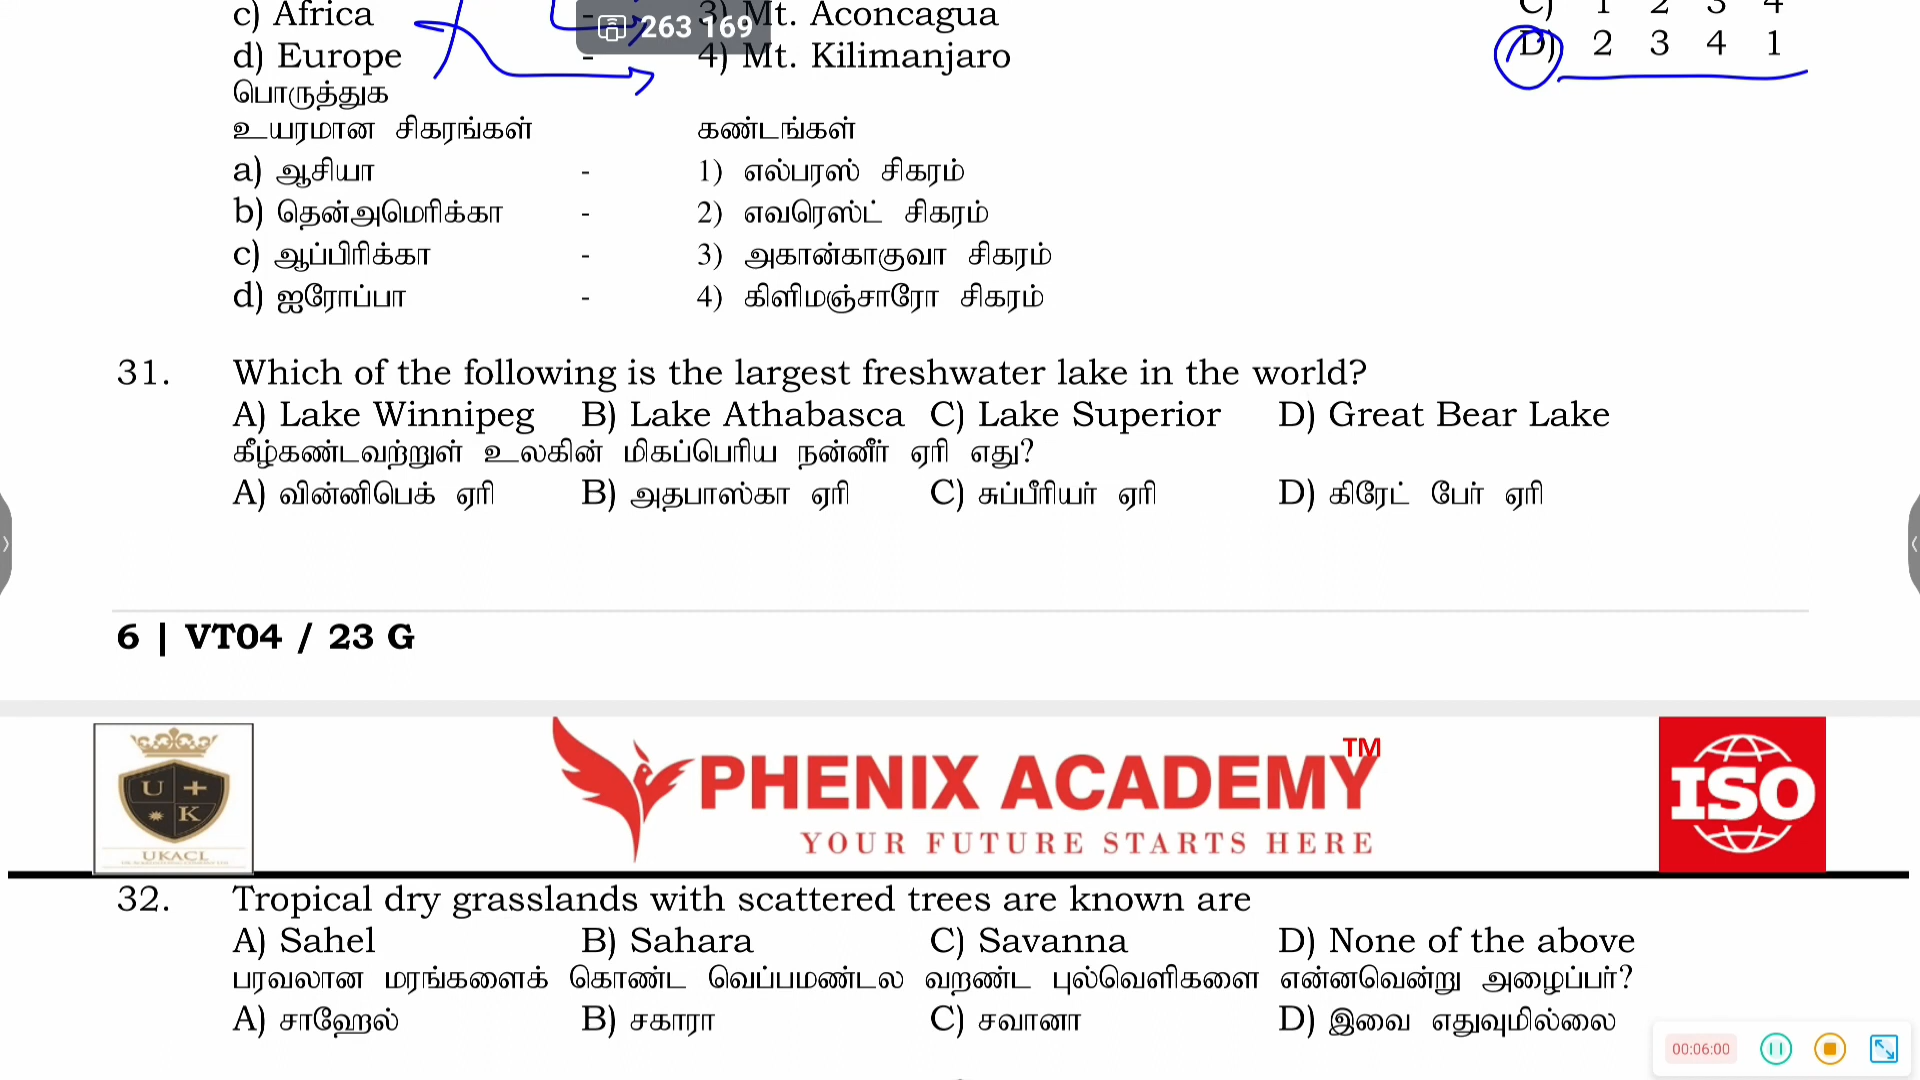 c) Africa - 3) Mt. Aconcagua C) 1 2 3 4
263 169
d) Europe - 4) Mt. Kilimanjaro D) 2 3 4 1
பொருத்துக
உயரமான சிகரங்கள் கண்டங்கள்
a) ஆசியா - 1) எல்பரஸ் சிகரம்
b) தென்அமெரிக்கா - 2) எவரெஸ்ட் சிகரம்
c) ஆப்பிரிக்கா - 3) அகான்காகுவா சிகரம்
d) ஐரோப்பா - 4) கிளிமஞ்சாரோ சிகரம்
31. Which of the following is the largest freshwater lake in the world?
A) Lake Winnipeg B) Lake Athabasca C) Lake Superior D) Great Bear Lake
கீழ்கண்டவற்றுள் உலகின் மிகப்பெரிய நன்னீர் ஏரி எது?
A) வின்னிபெக் ஏரி B) அதபாஸ்கா ஏரி C) சுப்பீரியர் ஏரி D) கிரேட் பேர் ஏரி
6 | VT04 / 23 G
U K
UKACL
PHENIX ACADEMY TM
YOUR FUTURE STARTS HERE
ISO
32. Tropical dry grasslands with scattered trees are known are
A) Sahel B) Sahara C) Savanna D) None of the above
பரவலான மரங்களைக் கொண்ட வெப்பமண்டல வறண்ட புல்வெளிகளை என்னவென்று அழைப்பர்?
A) சாஹேல் B) சகாரா C) சவானா D) இவை எதுவுமில்லை
00:06:00